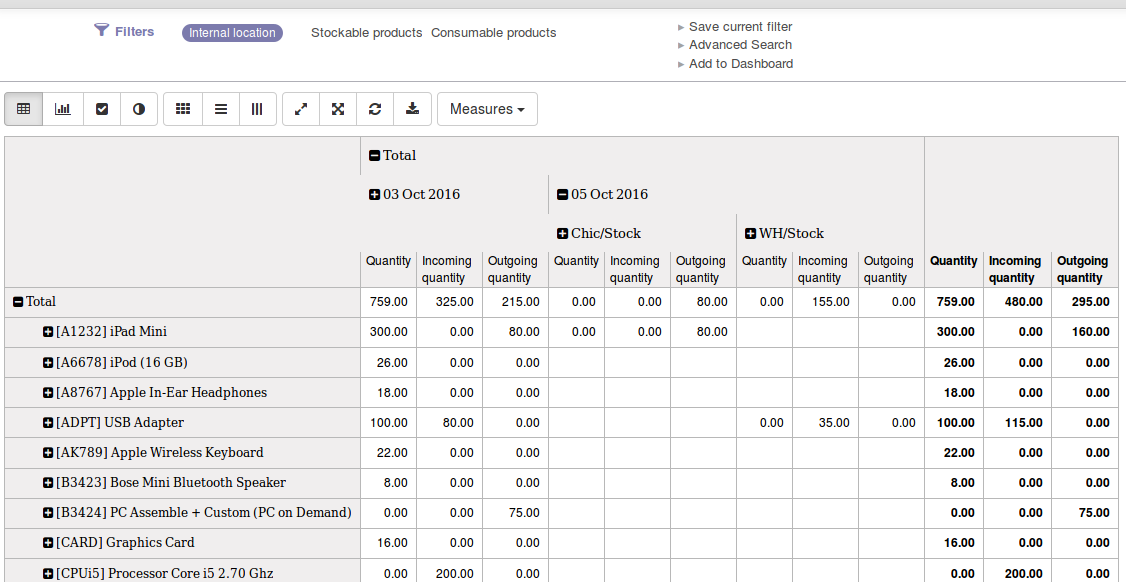 Filters Internal location Stockable products Consumable products Save current filter
Advanced Search
Add to Dashboard
Measures
Total
03 Oct 2016 05 Oct 2016
Chic/Stock WH/Stock
Quantity Incoming quantity Outgoing quantity Quantity Incoming quantity Outgoing quantity Quantity Incoming quantity Outgoing quantity Quantity Incoming quantity Outgoing quantity
Total 759.00 325.00 215.00 0.00 0.00 80.00 0.00 155.00 0.00 759.00 480.00 295.00
[A1232] iPad Mini 300.00 0.00 80.00 0.00 0.00 80.00 300.00 0.00 160.00
[A6678] iPod (16 GB) 26.00 0.00 0.00 26.00 0.00 0.00
[A8767] Apple In-Ear Headphones 18.00 0.00 0.00 18.00 0.00 0.00
[ADPT] USB Adapter 100.00 80.00 0.00 0.00 35.00 0.00 100.00 115.00 0.00
[AK789] Apple Wireless Keyboard 22.00 0.00 0.00 22.00 0.00 0.00
[B3423] Bose Mini Bluetooth Speaker 8.00 0.00 0.00 8.00 0.00 0.00
[B3424] PC Assemble + Custom (PC on Demand) 0.00 0.00 75.00 0.00 0.00 75.00
[CARD] Graphics Card 16.00 0.00 0.00 16.00 0.00 0.00
[CPUi5] Processor Core i5 2.70 Ghz 0.00 200.00 0.00 0.00 200.00 0.00